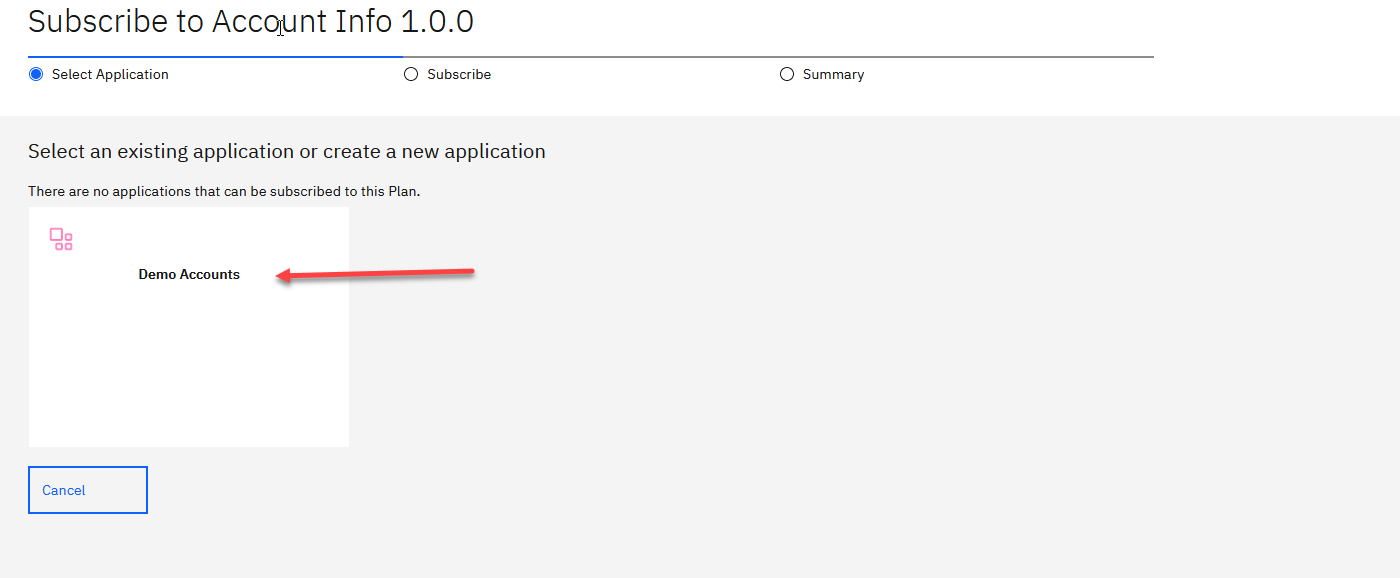 Subscribe to Account Info 1.0.0
Select Application
Subscribe
Summary
Select an existing application or create a new application
There are no applications that can be subscribed to this Plan.
Demo Accounts
Cancel